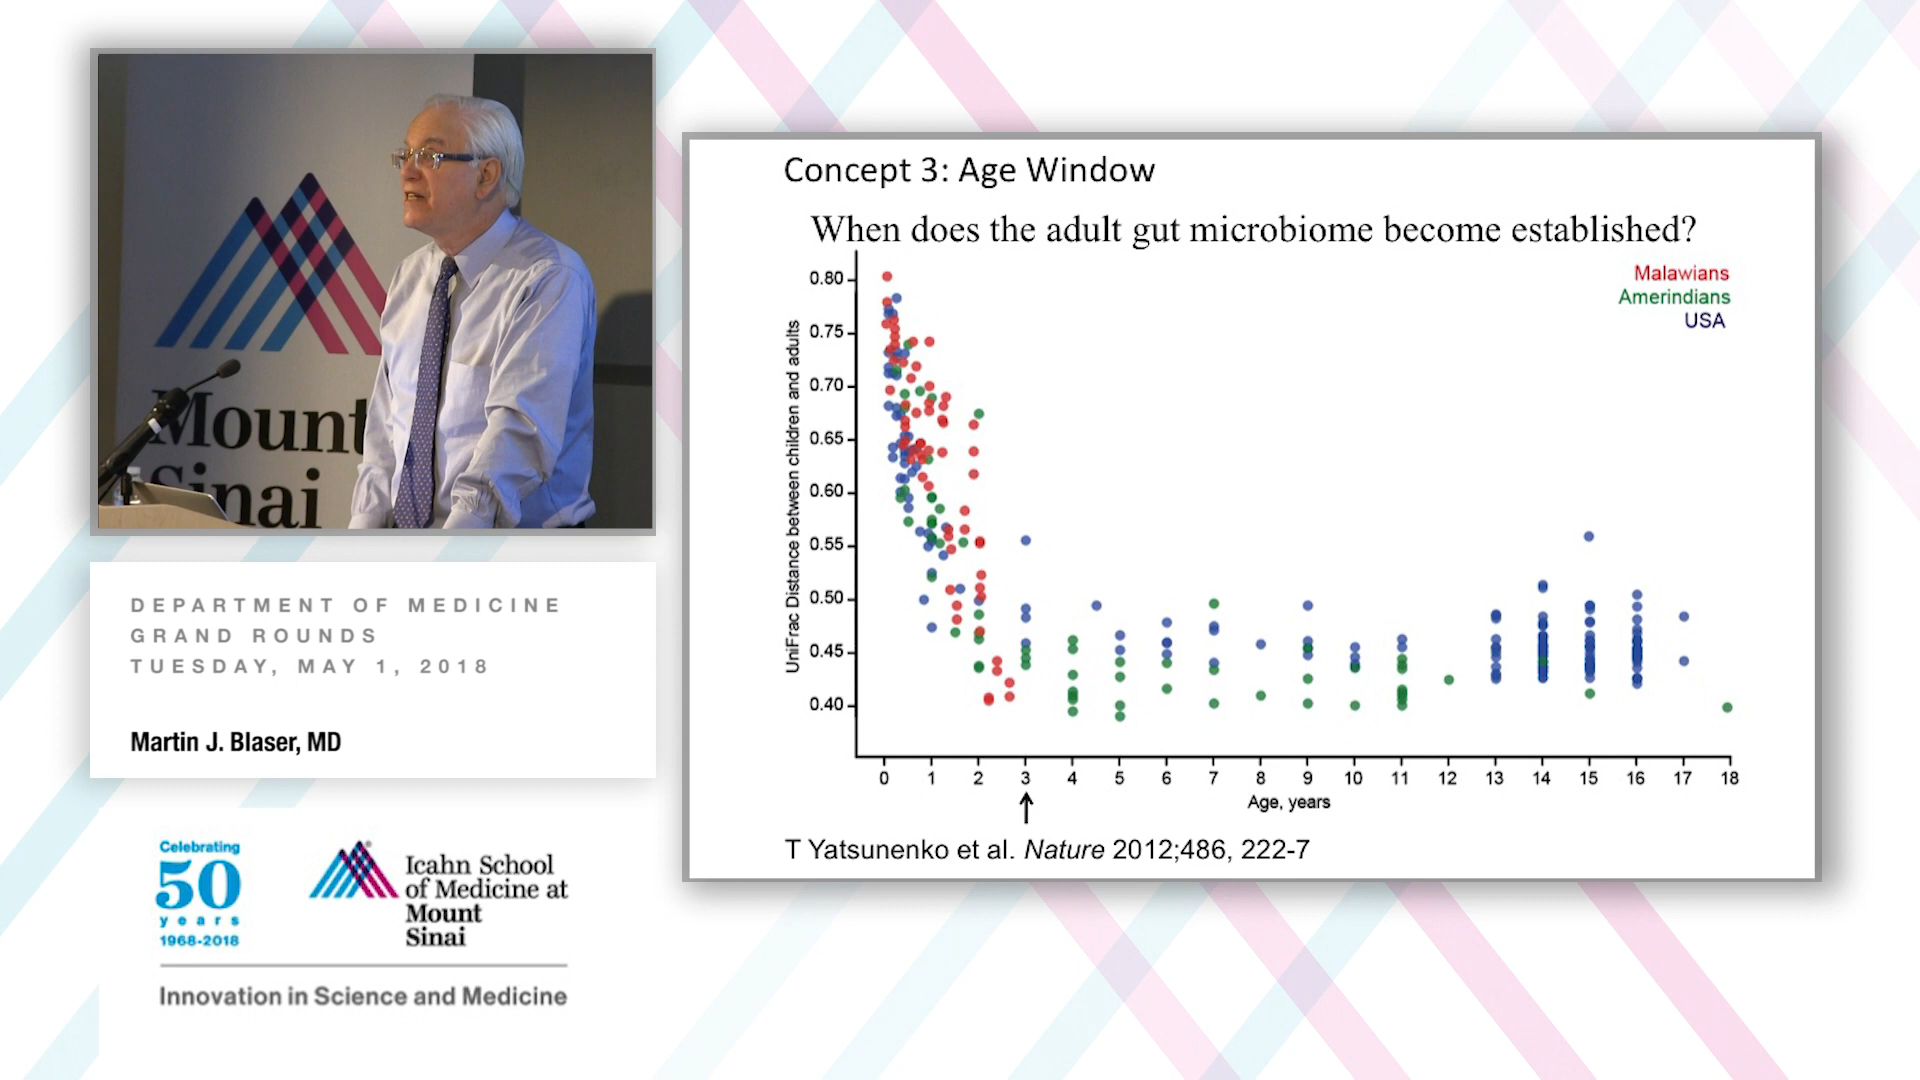 Mount
Sinai
DEPARTMENT OF MEDICINE
GRAND ROUNDS
TUESDAY, MAY 1, 2018
Martin J. Blaser, MD
Celebrating
50
years
1968-2018
Icahn School
of Medicine at
Mount
Sinai
Innovation in Science and Medicine
Concept 3: Age Window
When does the adult gut microbiome become established?
Malawians
Amerindians
USA
UniFrac Distance between children and adults
0.80
0.75
0.70
0.65
0.60
0.55
0.50
0.45
0.40
0 1 2 3 4 5 6 7 8 9 10 11 12 13 14 15 16 17 18
Age, years
T Yatsunenko et al. Nature 2012;486, 222-7